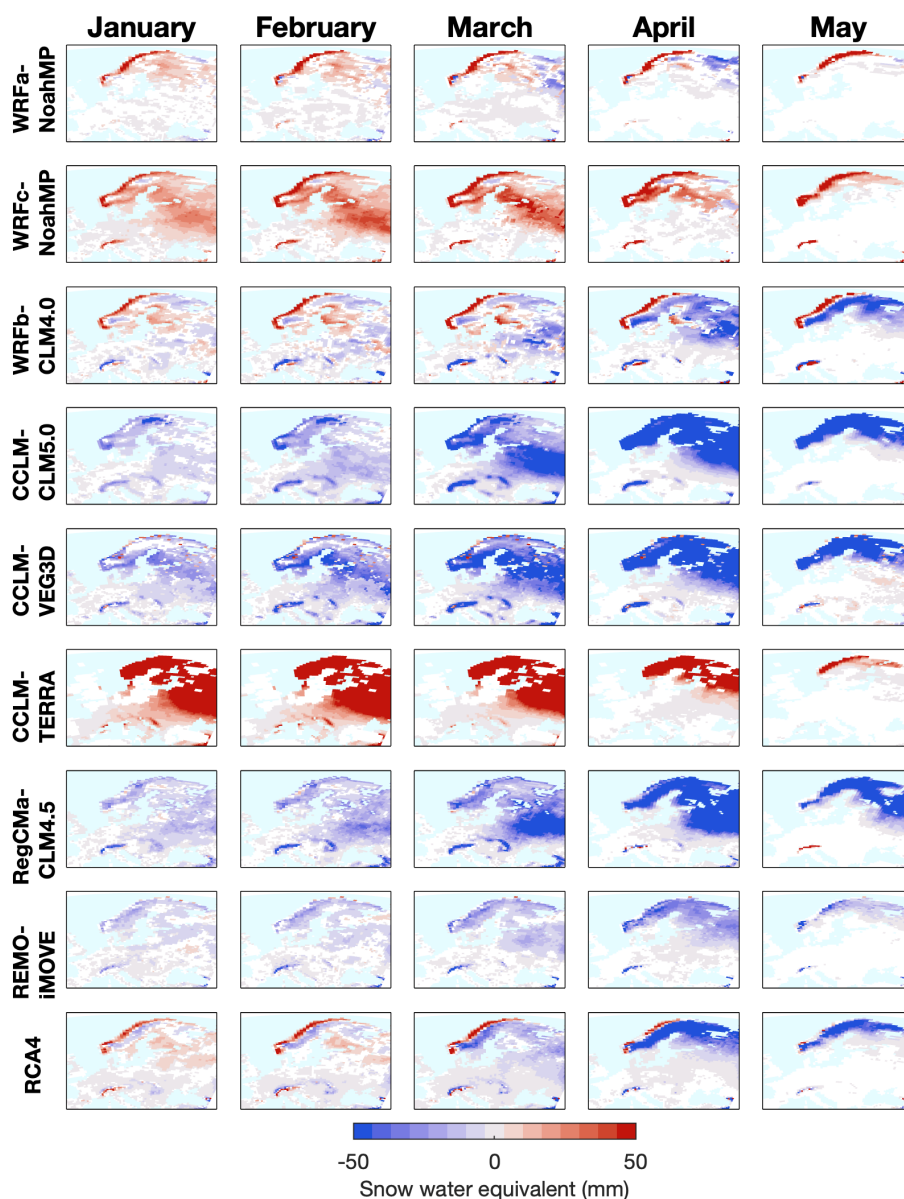 January February March April May
WRFa-
NoahMP
WRFc-
NoahMP
WRFb-
CLM4.0
CCLM-
CLM5.0
CCLM-
VEG3D
CCLM-
TERRA
RegCMa-
CLM4.5
REMO-
iMOVE
RCA4
-50 0 50
Snow water equivalent (mm)